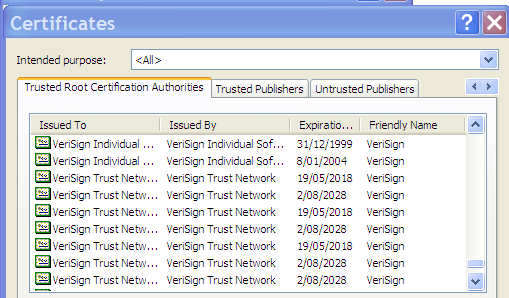 Certificates
Intended purpose: <All>
Trusted Root Certification Authorities Trusted Publishers Untrusted Publishers
Issued To Issued By Expiratio... Friendly Name
VeriSign Individual ... VeriSign Individual Sof... 31/12/1999 VeriSign
VeriSign Individual ... VeriSign Individual Sof... 8/01/2004 VeriSign
VeriSign Trust Netw... VeriSign Trust Network 19/05/2018 VeriSign
VeriSign Trust Netw... VeriSign Trust Network 2/08/2028 VeriSign
VeriSign Trust Netw... VeriSign Trust Network 19/05/2018 VeriSign
VeriSign Trust Netw... VeriSign Trust Network 2/08/2028 VeriSign
VeriSign Trust Netw... VeriSign Trust Network 19/05/2018 VeriSign
VeriSign Trust Netw... VeriSign Trust Network 2/08/2028 VeriSign
VeriSign Trust Netw... VeriSign Trust Network 2/08/2028 VeriSign